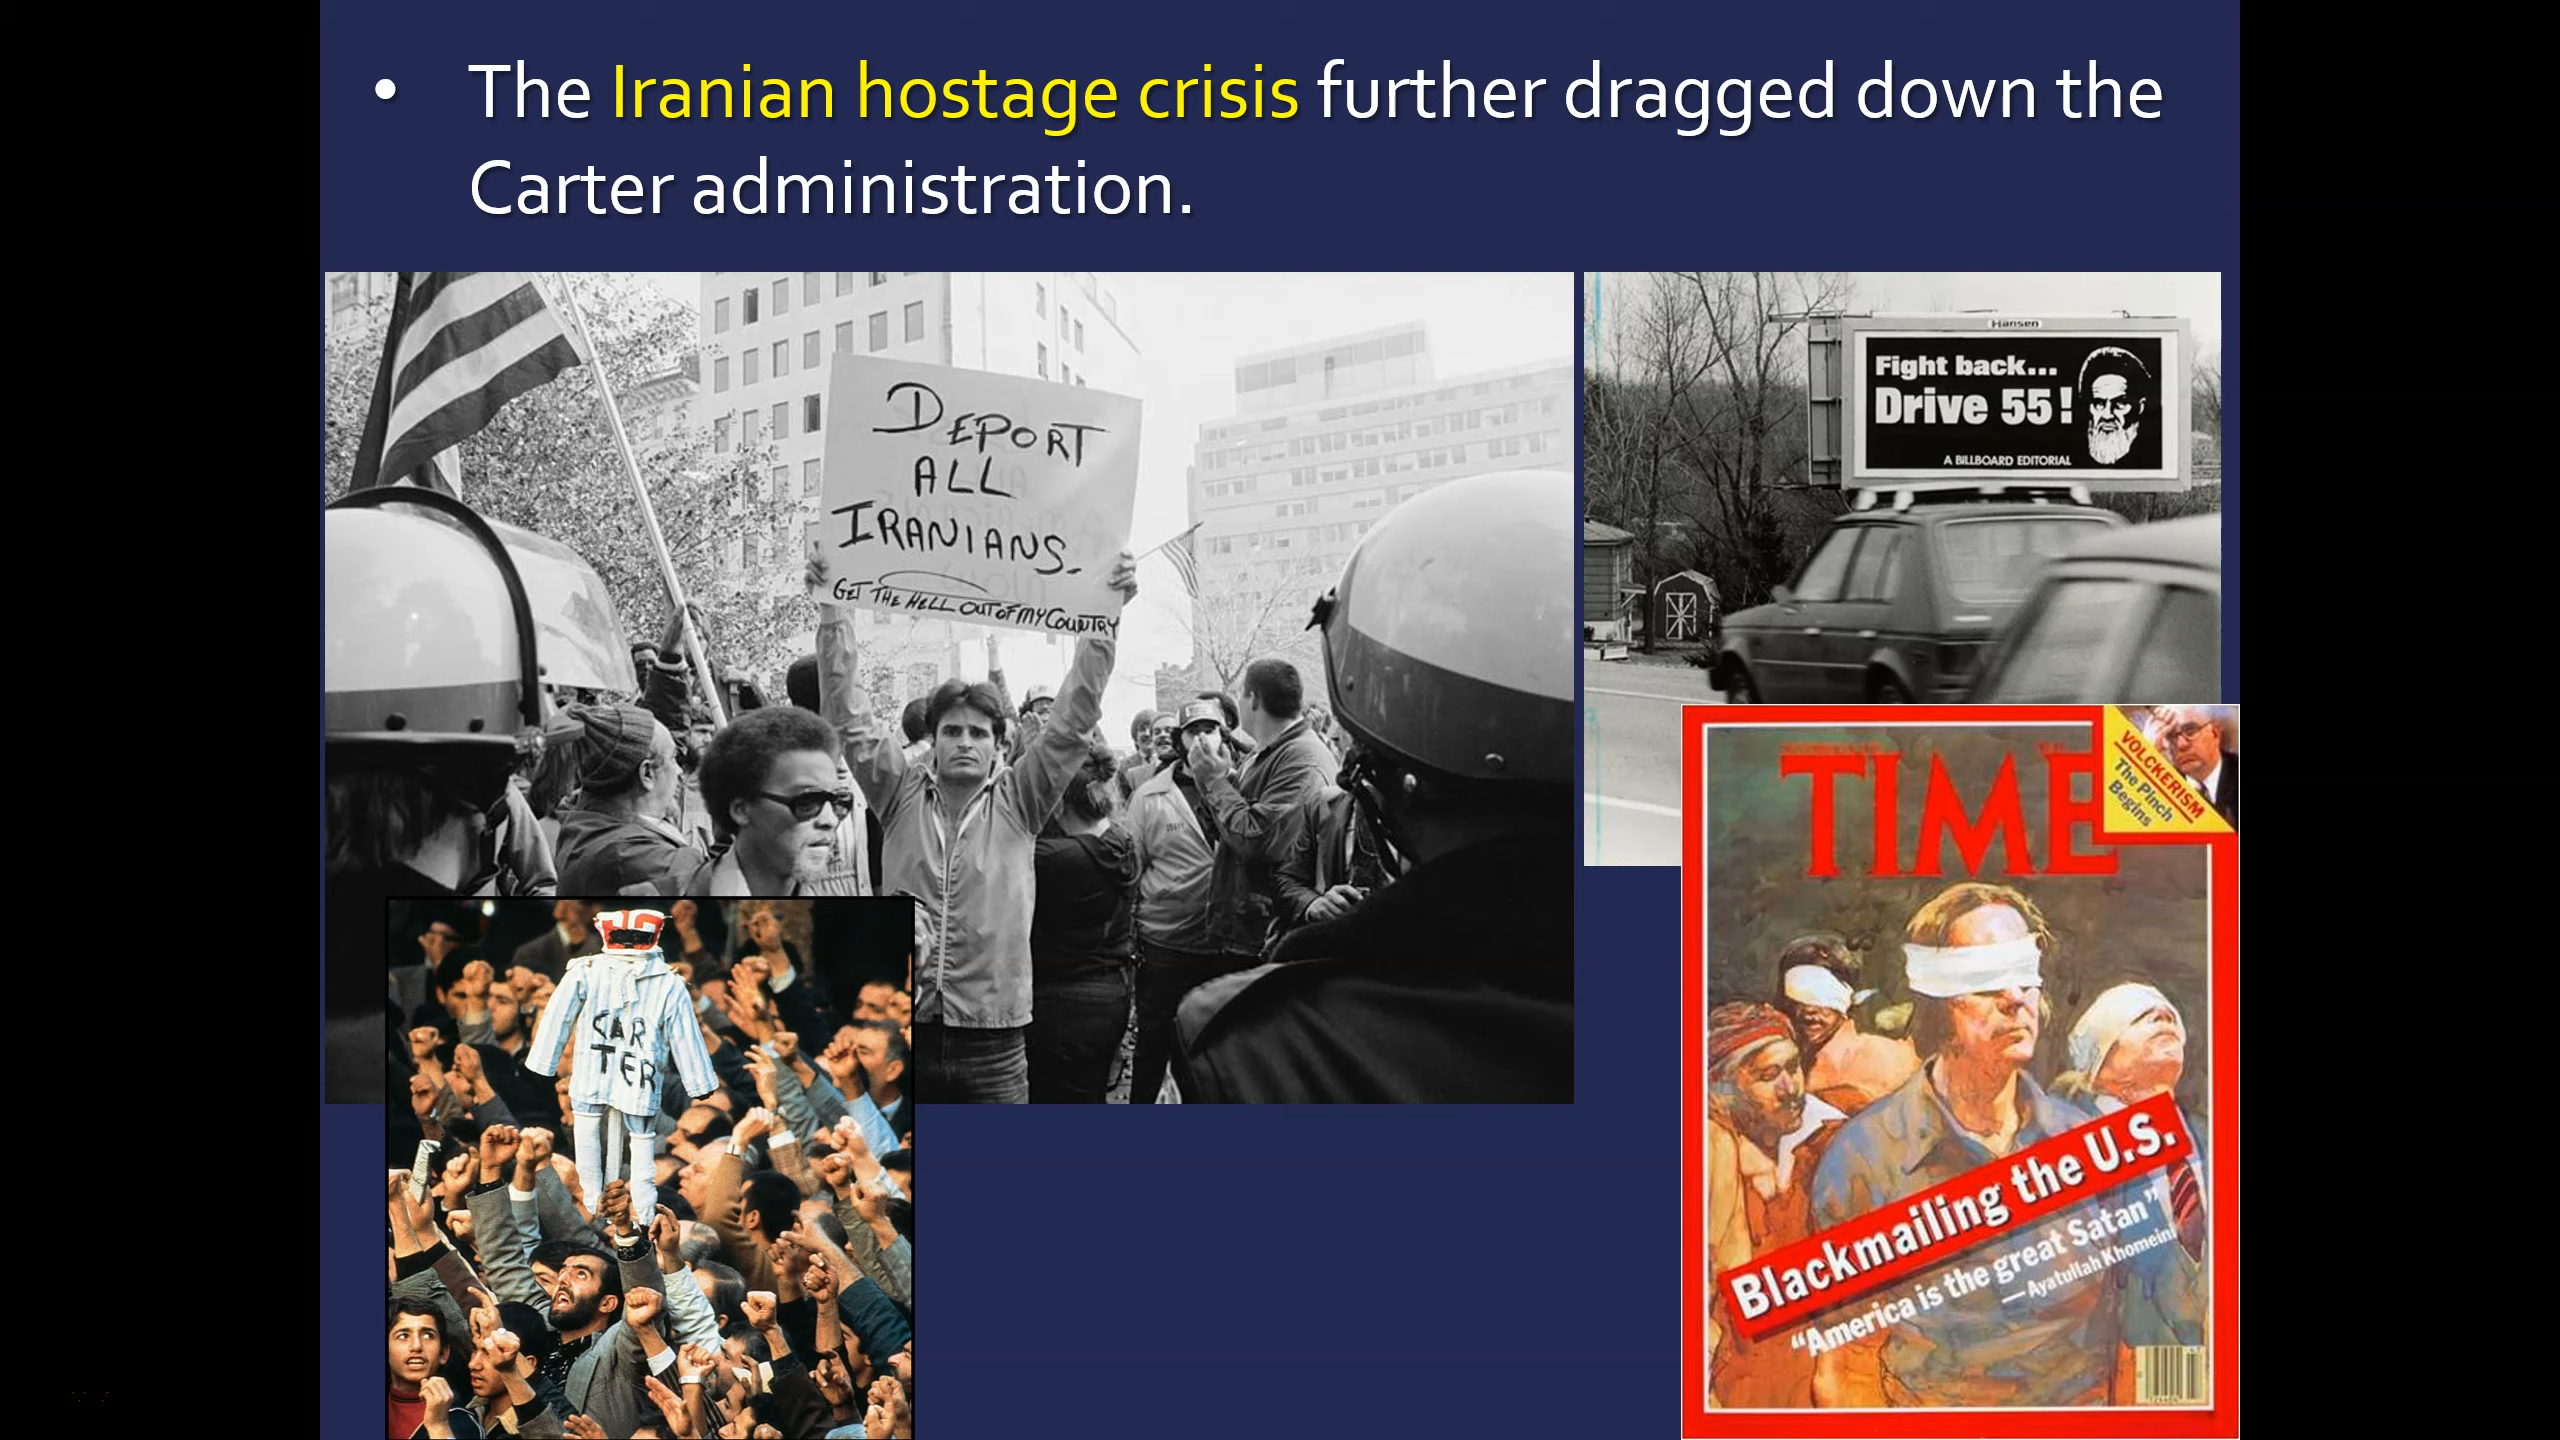 • The Iranian hostage crisis further dragged down the
Carter administration.
DEPORT
ALL
IRANIANS.
GET THE HELL OUT OF MY COUNTRY
Hansen
Fight back...
Drive 55!
A BILLBOARD EDITORIAL
CAR
TER
TIME
VOLCKERISM
The Pinch
Begins
Blackmailing the U.S.
"America is the great Satan"
—Ayatullah Khomeini